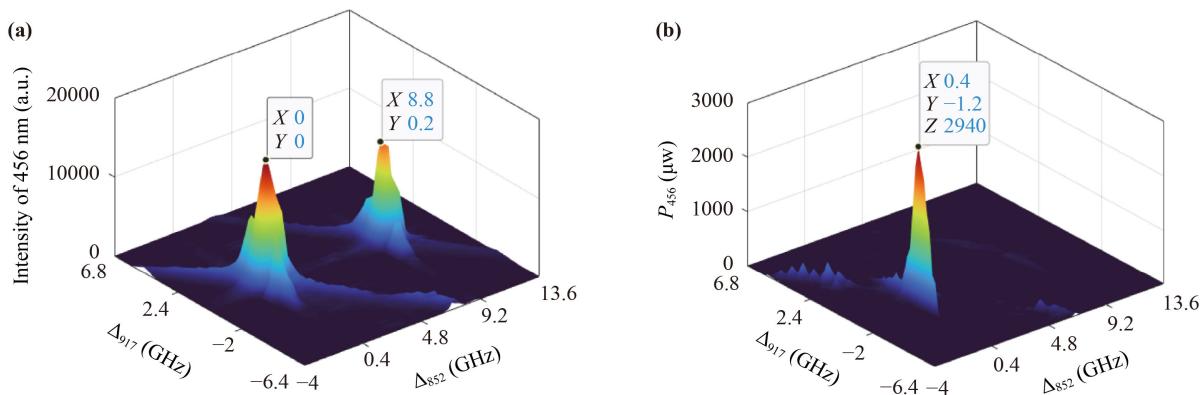 (a)
Intensity of 456 nm (a.u.)
20000
10000
0
X 0
Y 0
X 8.8
Y 0.2
6.8
2.4
−2
−6.4
Δ917 (GHz)
−4
0.4
4.8
9.2
13.6
Δ852 (GHz)
(b)
P456 (μw)
3000
2000
1000
0
X 0.4
Y −1.2
Z 2940
6.8
2.4
−2
−6.4
Δ917 (GHz)
−4
0.4
4.8
9.2
13.6
Δ852 (GHz)